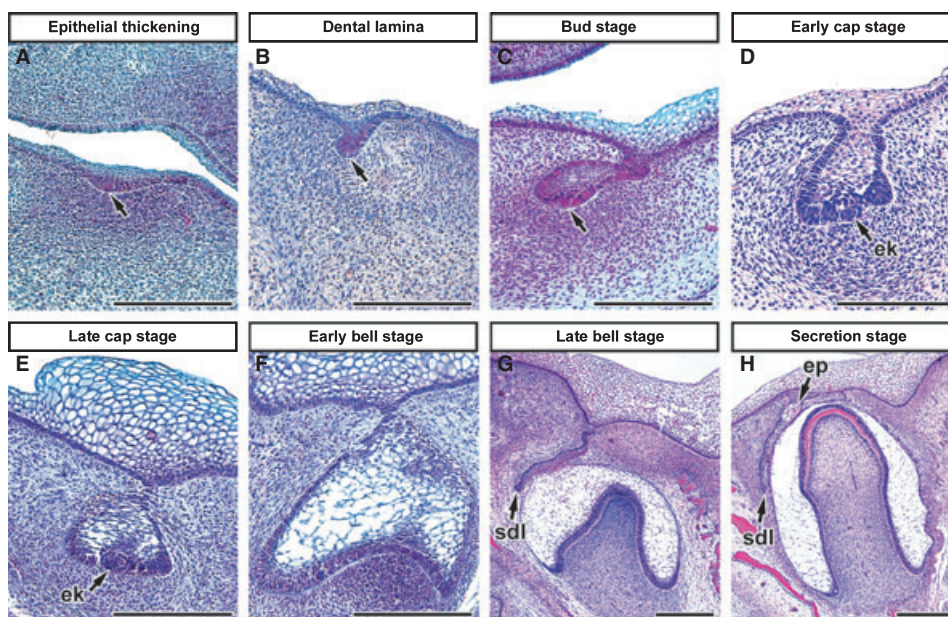 Epithelial thickening
Dental lamina
Bud stage
Early cap stage
A
B
C
D
ek
Late cap stage
Early bell stage
Late bell stage
Secretion stage
E
F
G
H
ep
ek
sdl
sdl